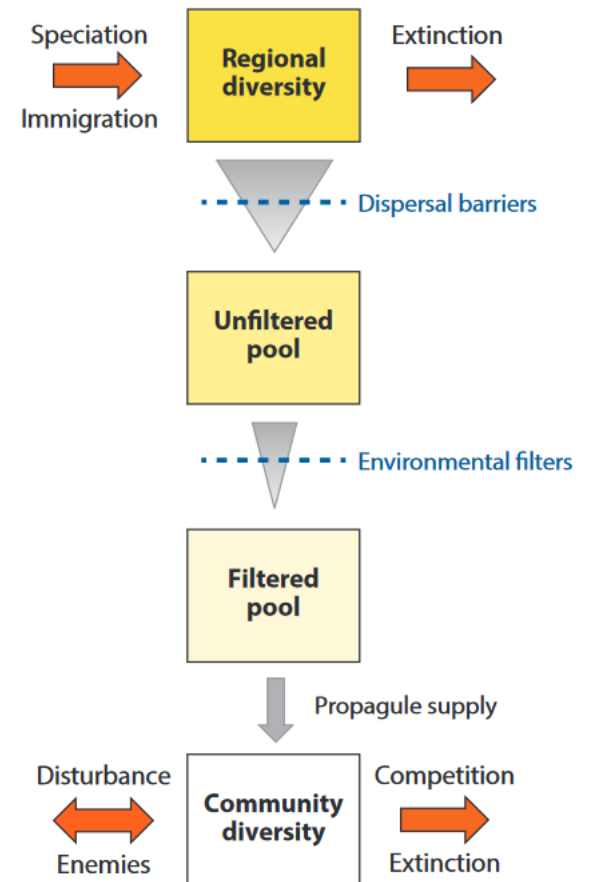 Speciation
Immigration
Regional
diversity
Extinction
Dispersal barriers
Unfiltered
pool
Environmental filters
Filtered
pool
Propagule supply
Disturbance
Enemies
Community
diversity
Competition
Extinction